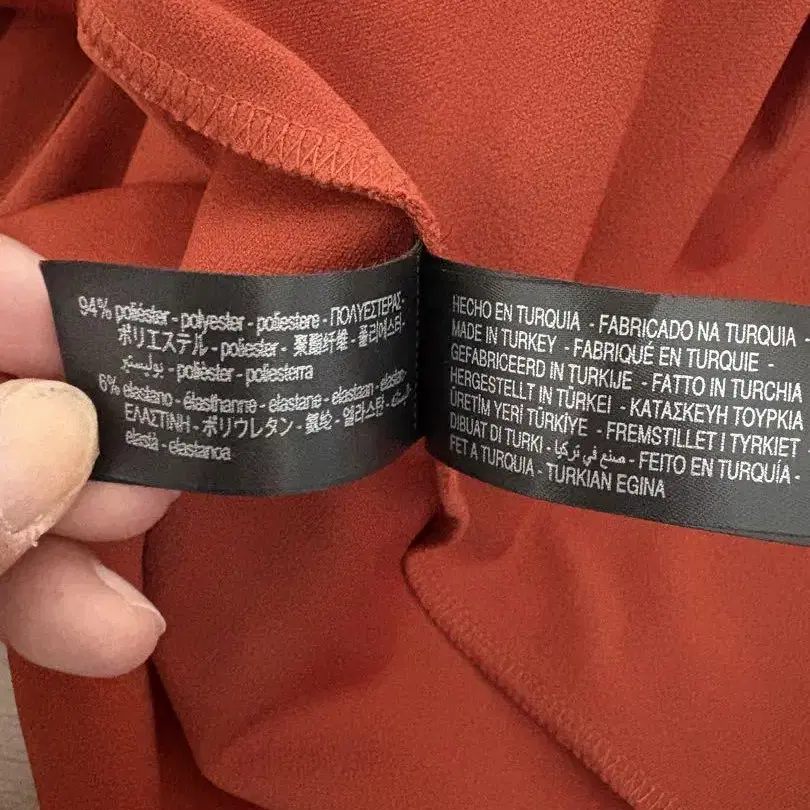 94% poliéster - polyester - poliestere - ΠΟΛΥΕΣΤΕΡΑΣ -
ポリエステル - poliester - 聚酯纤维 - 폴리에스터 -
بوليستير - polièster - poliesterra
6% elastano - élasthanne - elastane - elastaan - elastan -
ΕΛΑΣΤΙΝΗ - ポリウレタン - 氨纶 - 엘라스탄 -
elastà - elastanoa
HECHO EN TURQUIA - FABRICADO NA TURQUIA -
MADE IN TURKEY - FABRIQUÉ EN TURQUIE -
GEFABRICEERD IN TURKIJE - FATTO IN TURCHIA
HERGESTELLT IN TÜRKEI - ΚΑΤΑΣΚΕΥΗ ΤΟΥΡΚΙΑ
ÜRETİM YERİ TÜRKİYE - FREMSTILLET I TYRKIET -
DIBUAT DI TURKI - صنع في تركيا - FEITO EN TURQUÍA -
FET A TURQUIA - TURKIAN EGINA